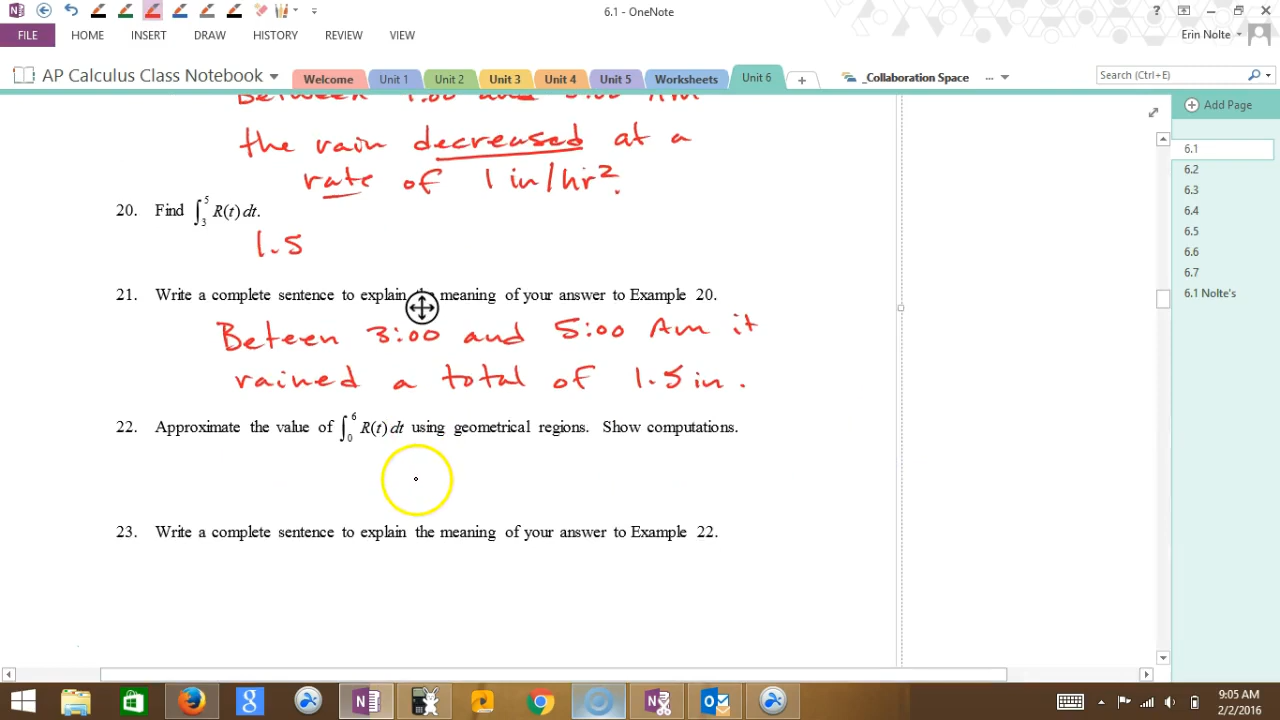 6.1 - OneNote
FILE HOME INSERT DRAW HISTORY REVIEW VIEW
Erin Nolte
AP Calculus Class Notebook Welcome Unit 1 Unit 2 Unit 3 Unit 4 Unit 5 Worksheets Unit 6 _Collaboration Space ...
Search (Ctrl+E)
Add Page
6.1
6.2
6.3
6.4
6.5
6.6
6.7
6.1 Nolte's
Between 1:00 and Am
the rain decreased at a
rate of 1 in/hr².
20. Find ∫₃⁵ R(t) dt.
1.5
21. Write a complete sentence to explain meaning of your answer to Example 20.
Beteen 3:00 and 5:00 Am it
rained a total of 1.5 in.
22. Approximate the value of ∫₀⁶ R(t) dt using geometrical regions. Show computations.
23. Write a complete sentence to explain the meaning of your answer to Example 22.
9:05 AM
2/2/2016